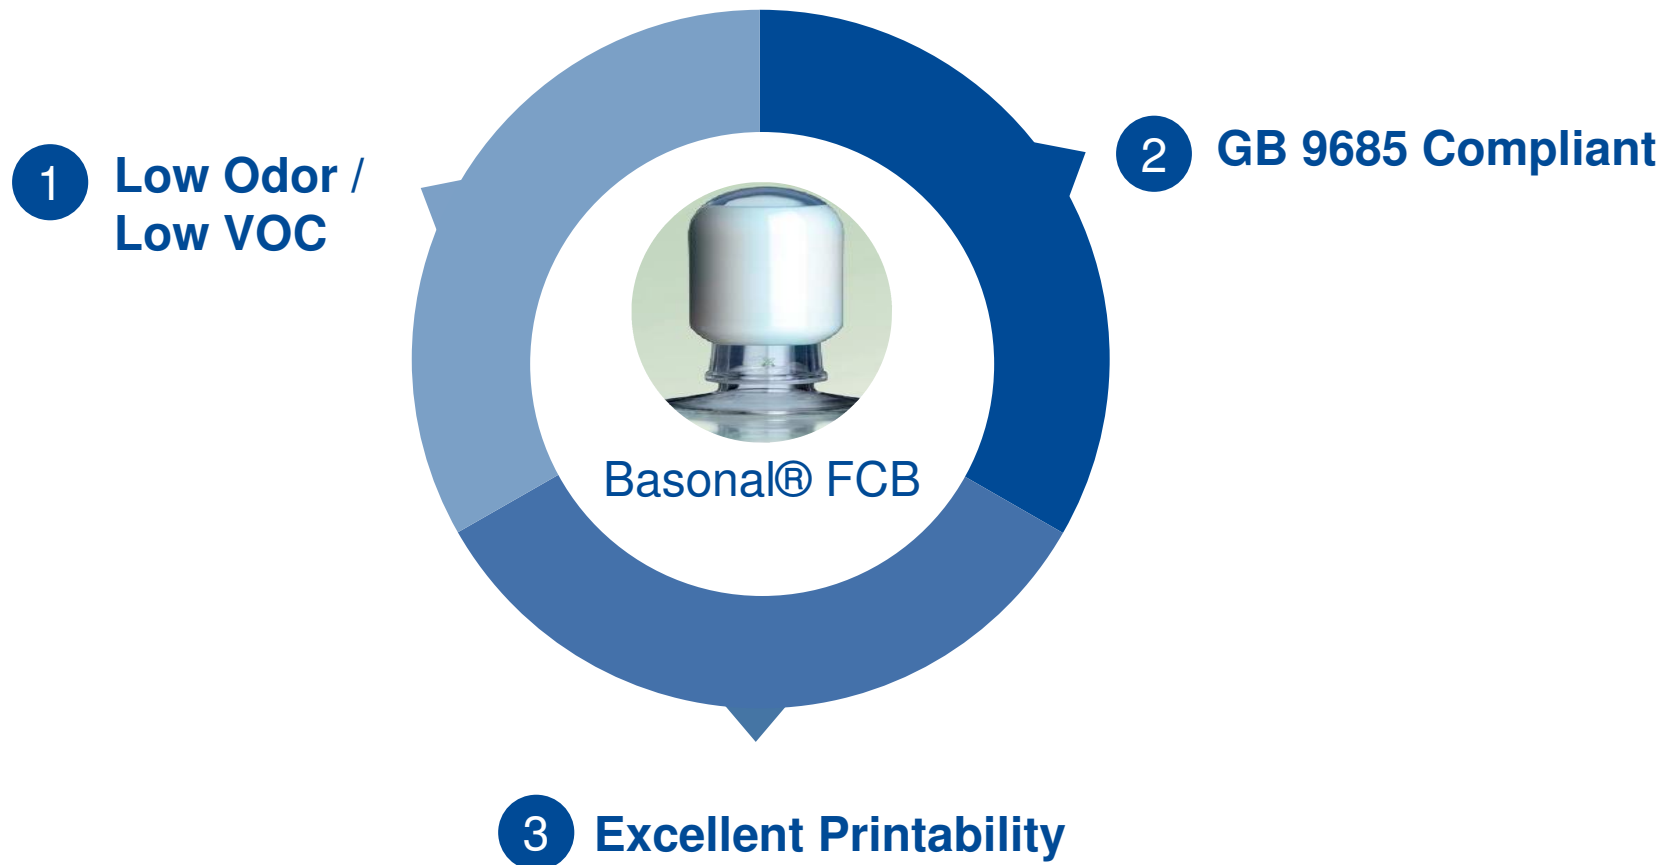 1
Low Odor /
Low VOC
2
GB 9685 Compliant
Basonal® FCB
3
Excellent Printability